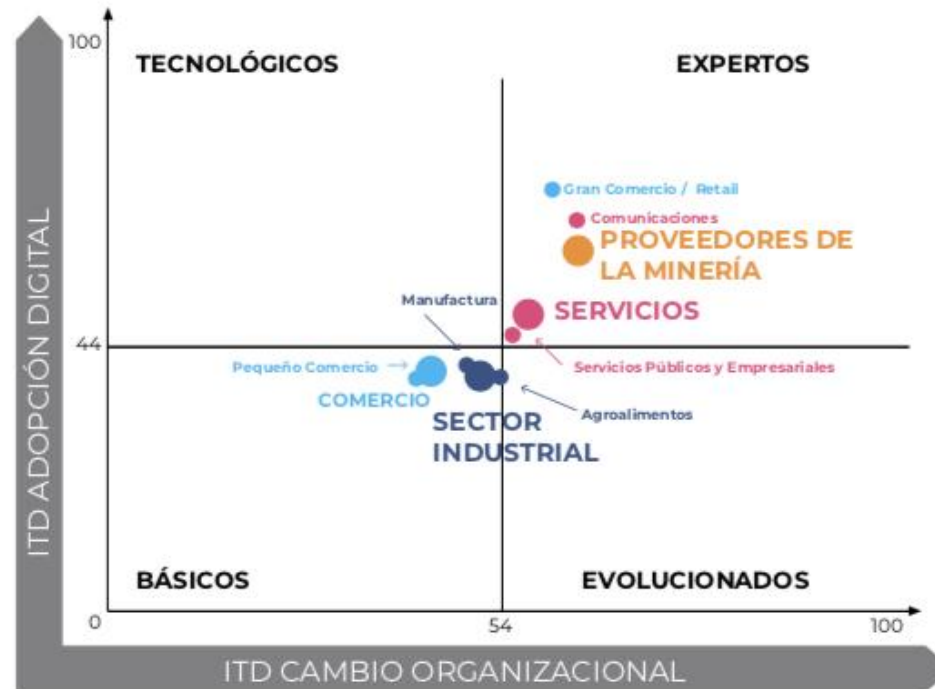 100
TECNOLÓGICOS
EXPERTOS
Gran Comercio / Retail
Comunicaciones
PROVEEDORES DE
LA MINERÍA
Manufactura
SERVICIOS
44
Pequeño Comercio
Servicios Públicos y Empresariales
COMERCIO
Agroalimentos
SECTOR
INDUSTRIAL
BÁSICOS
EVOLUCIONADOS
0
54
100
ITD ADOPCIÓN DIGITAL
ITD CAMBIO ORGANIZACIONAL